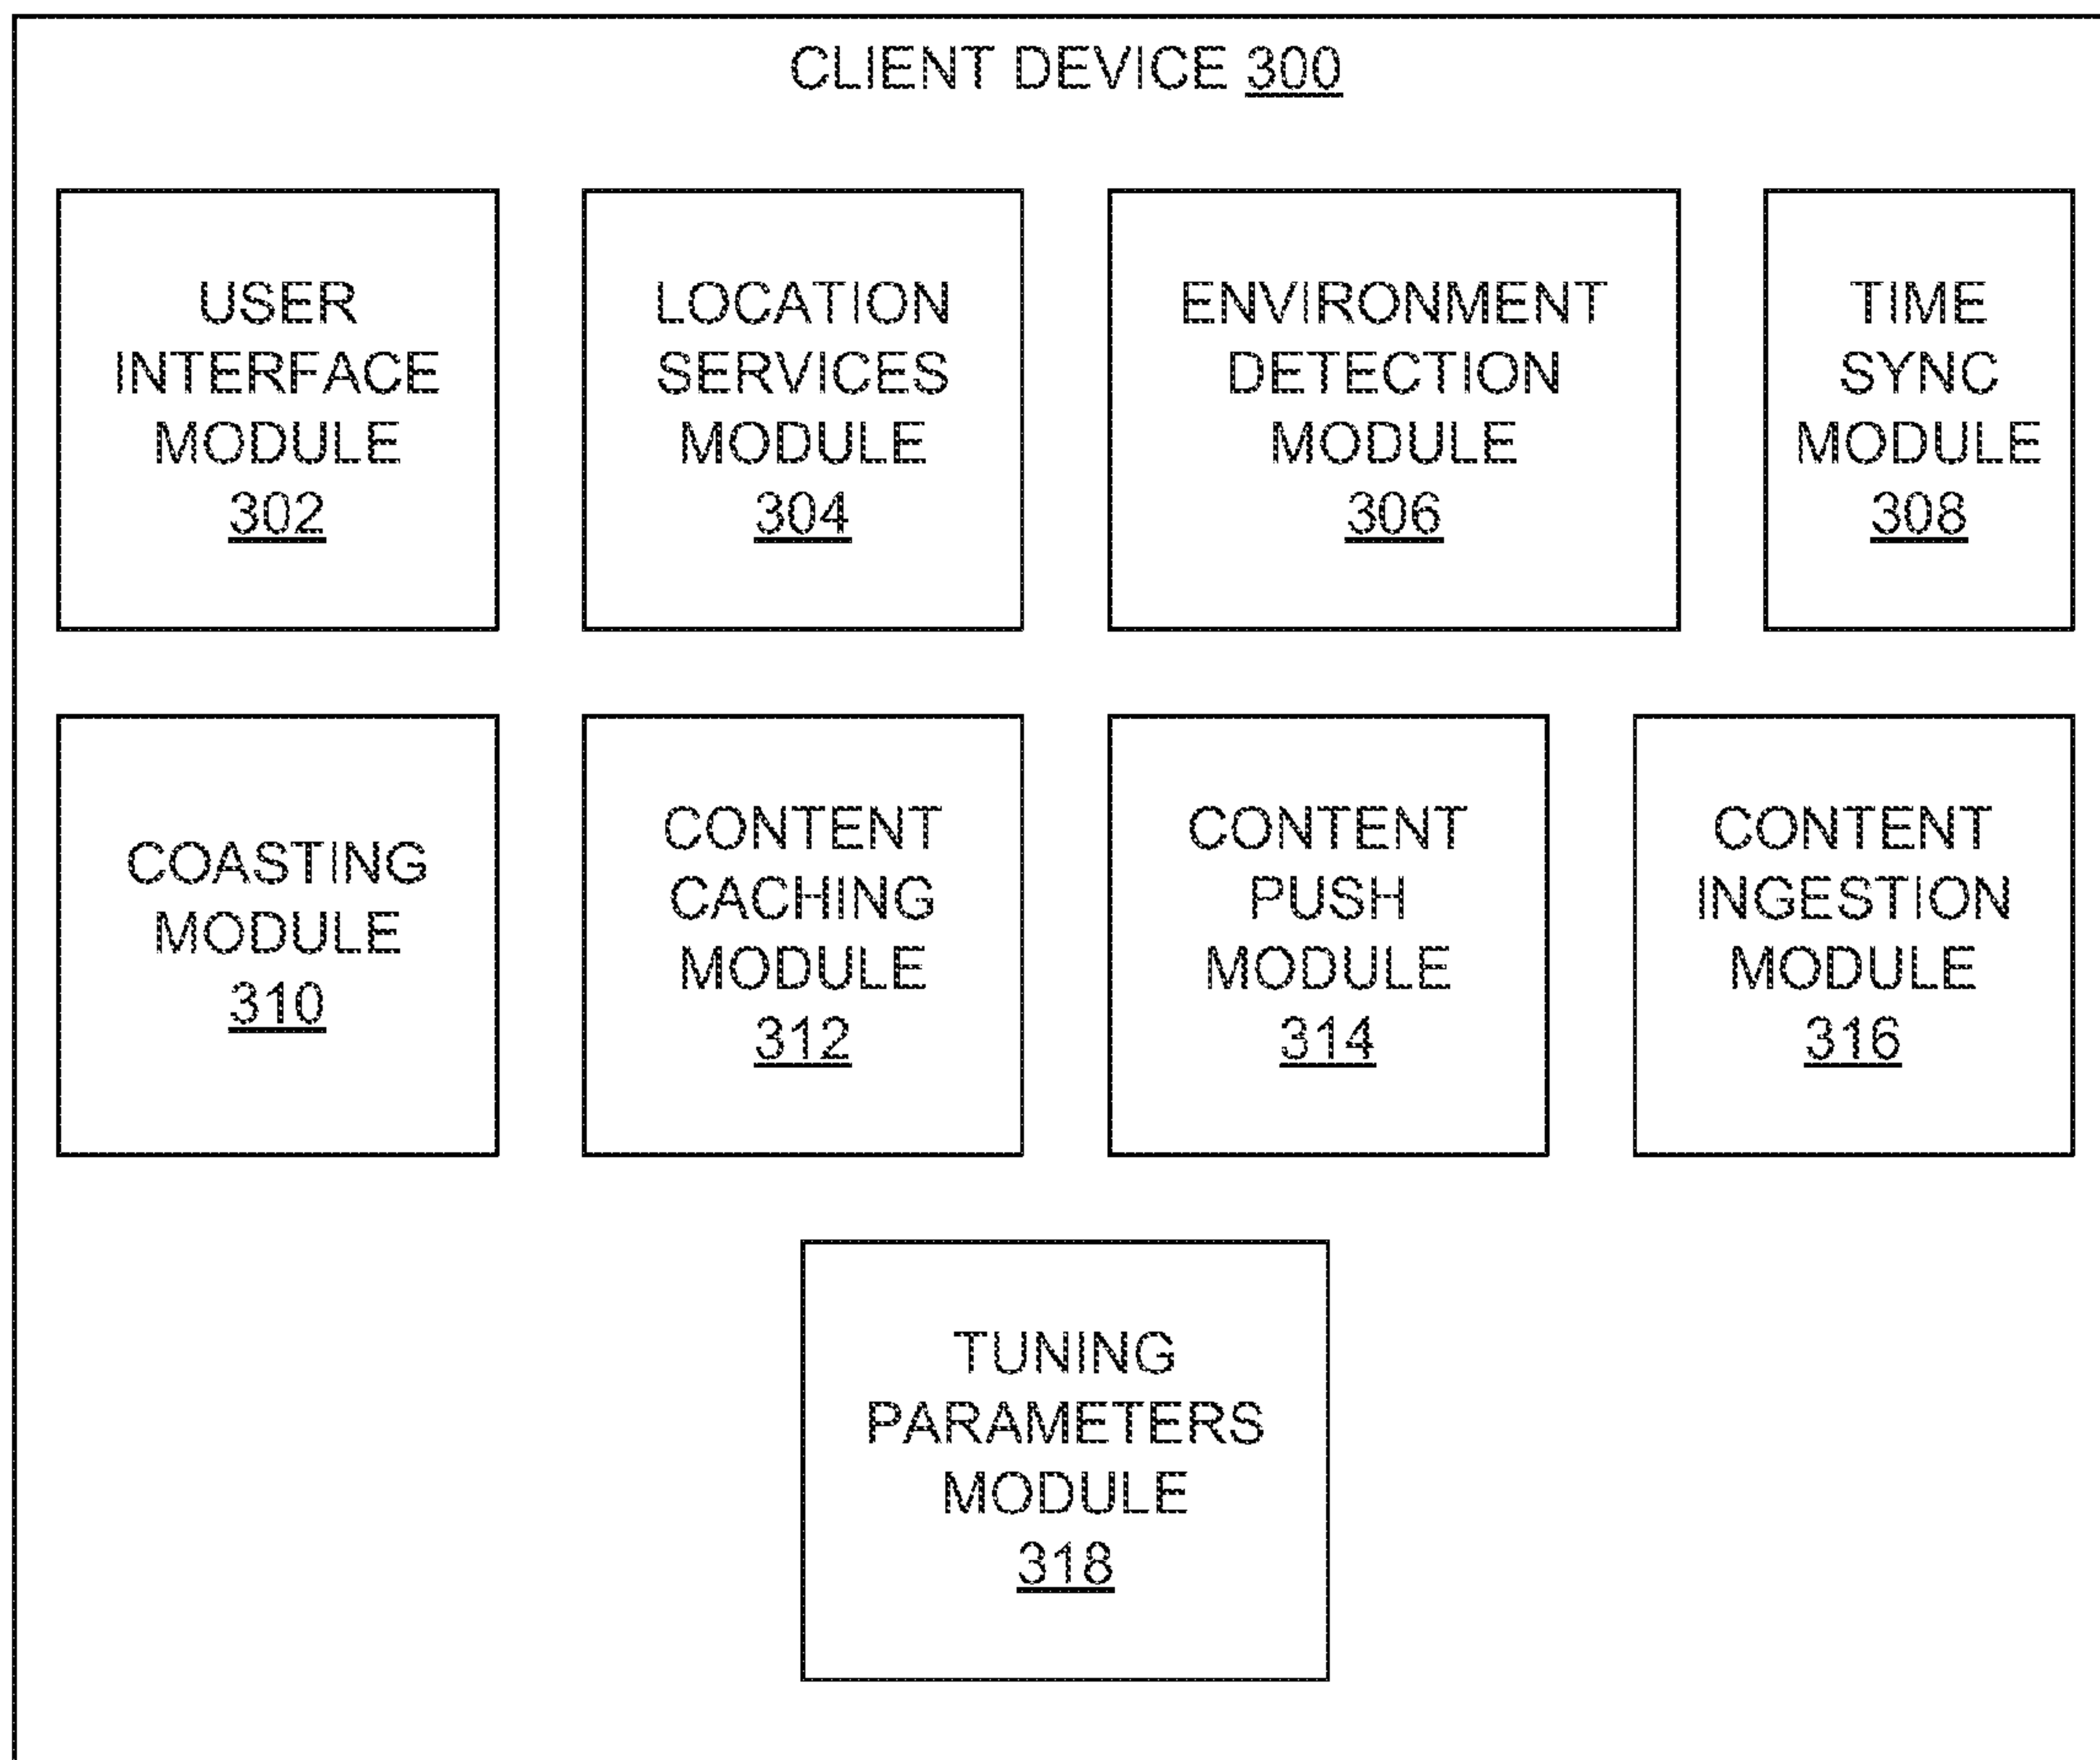 CLIENT DEVICE 300
USER
INTERFACE
MODULE
302
LOCATION
SERVICES
MODULE
304
ENVIRONMENT
DETECTION
MODULE
306
TIME
SYNC
MODULE
308
COASTING
MODULE
310
CONTENT
CACHING
MODULE
312
CONTENT
PUSH
MODULE
314
CONTENT
INGESTION
MODULE
316
TUNING
PARAMETERS
MODULE
318